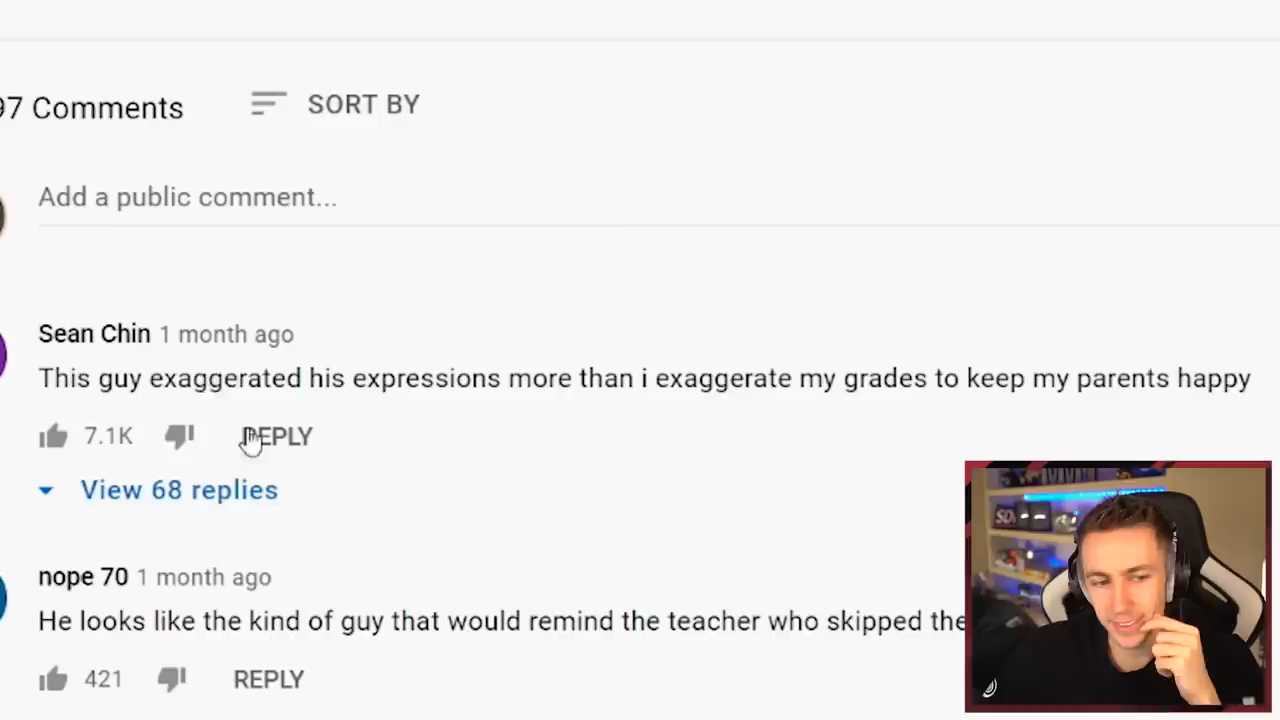 97 Comments
SORT BY
Add a public comment...
Sean Chin 1 month ago
This guy exaggerated his expressions more than i exaggerate my grades to keep my parents happy
7.1K
REPLY
View 68 replies
nope 70 1 month ago
He looks like the kind of guy that would remind the teacher who skipped the
421
REPLY